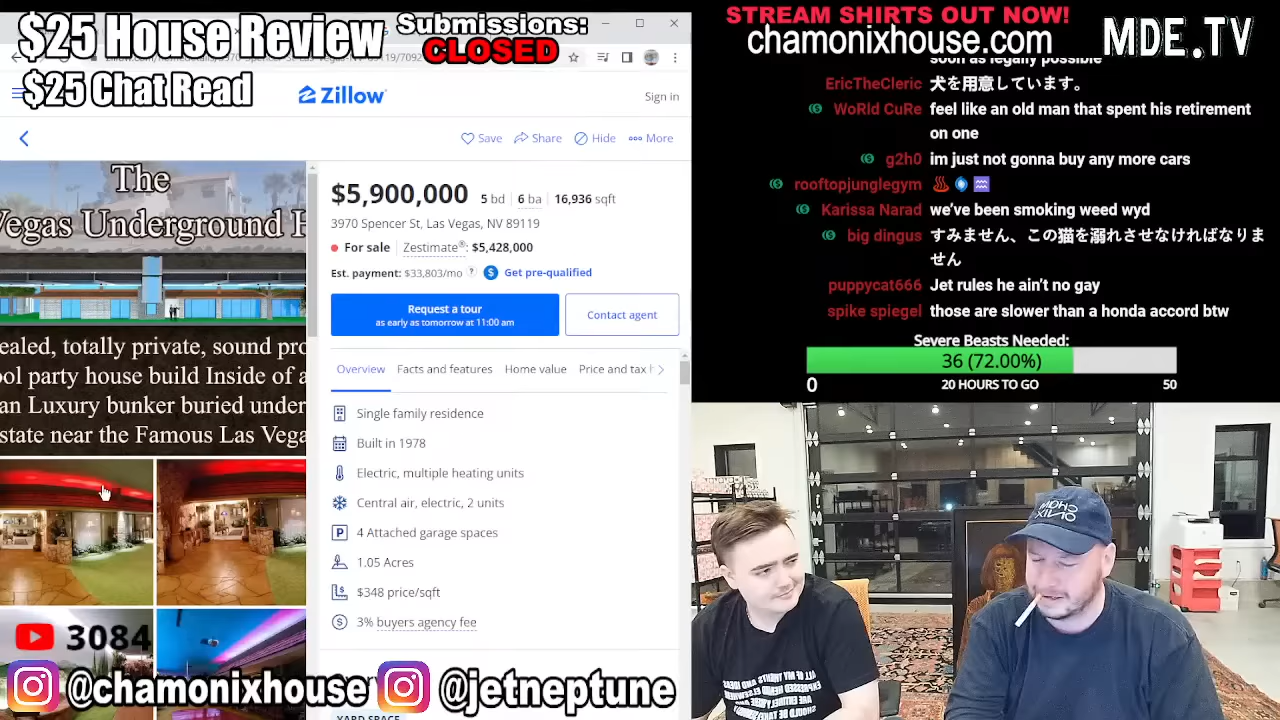 $25 House Review
$25 Chat Read
Submissions:
CLOSED
Zillow
Sign in
Save
Share
Hide
More
The
Vegas Underground H
ealed, totally private, sound pro
ool party house build Inside of a
an Luxury bunker buried under
state near the Famous Las Vega
$5,900,000 5 bd 6 ba 16,936 sqft
3970 Spencer St, Las Vegas, NV 89119
For sale Zestimate®: $5,428,000
Est. payment: $33,803/mo ? $ Get pre-qualified
Request a tour
as early as tomorrow at 11:00 am
Contact agent
Overview Facts and features Home value Price and tax h
Single family residence
Built in 1978
Electric, multiple heating units
Central air, electric, 2 units
P 4 Attached garage spaces
1.05 Acres
$348 price/sqft
$ 3% buyers agency fee
YARD SPACE
3084
@chamonixhouse @jetneptune
STREAM SHIRTS OUT NOW!
chamonixhouse.com
MDE.TV
soon as legally possible
EricTheCleric 犬を用意しています。
WoRld CuRe feel like an old man that spent his retirement
on one
g2h0 im just not gonna buy any more cars
rooftopjunglegym ♨️🌀♒
Karissa Narad we've been smoking weed wyd
big dingus すみません、この猫を溺れさせなければなりま
せん
puppycat666 Jet rules he ain't no gay
spike spiegel those are slower than a honda accord btw
Severe Beasts Needed:
36 (72.00%)
0 20 HOURS TO GO 50